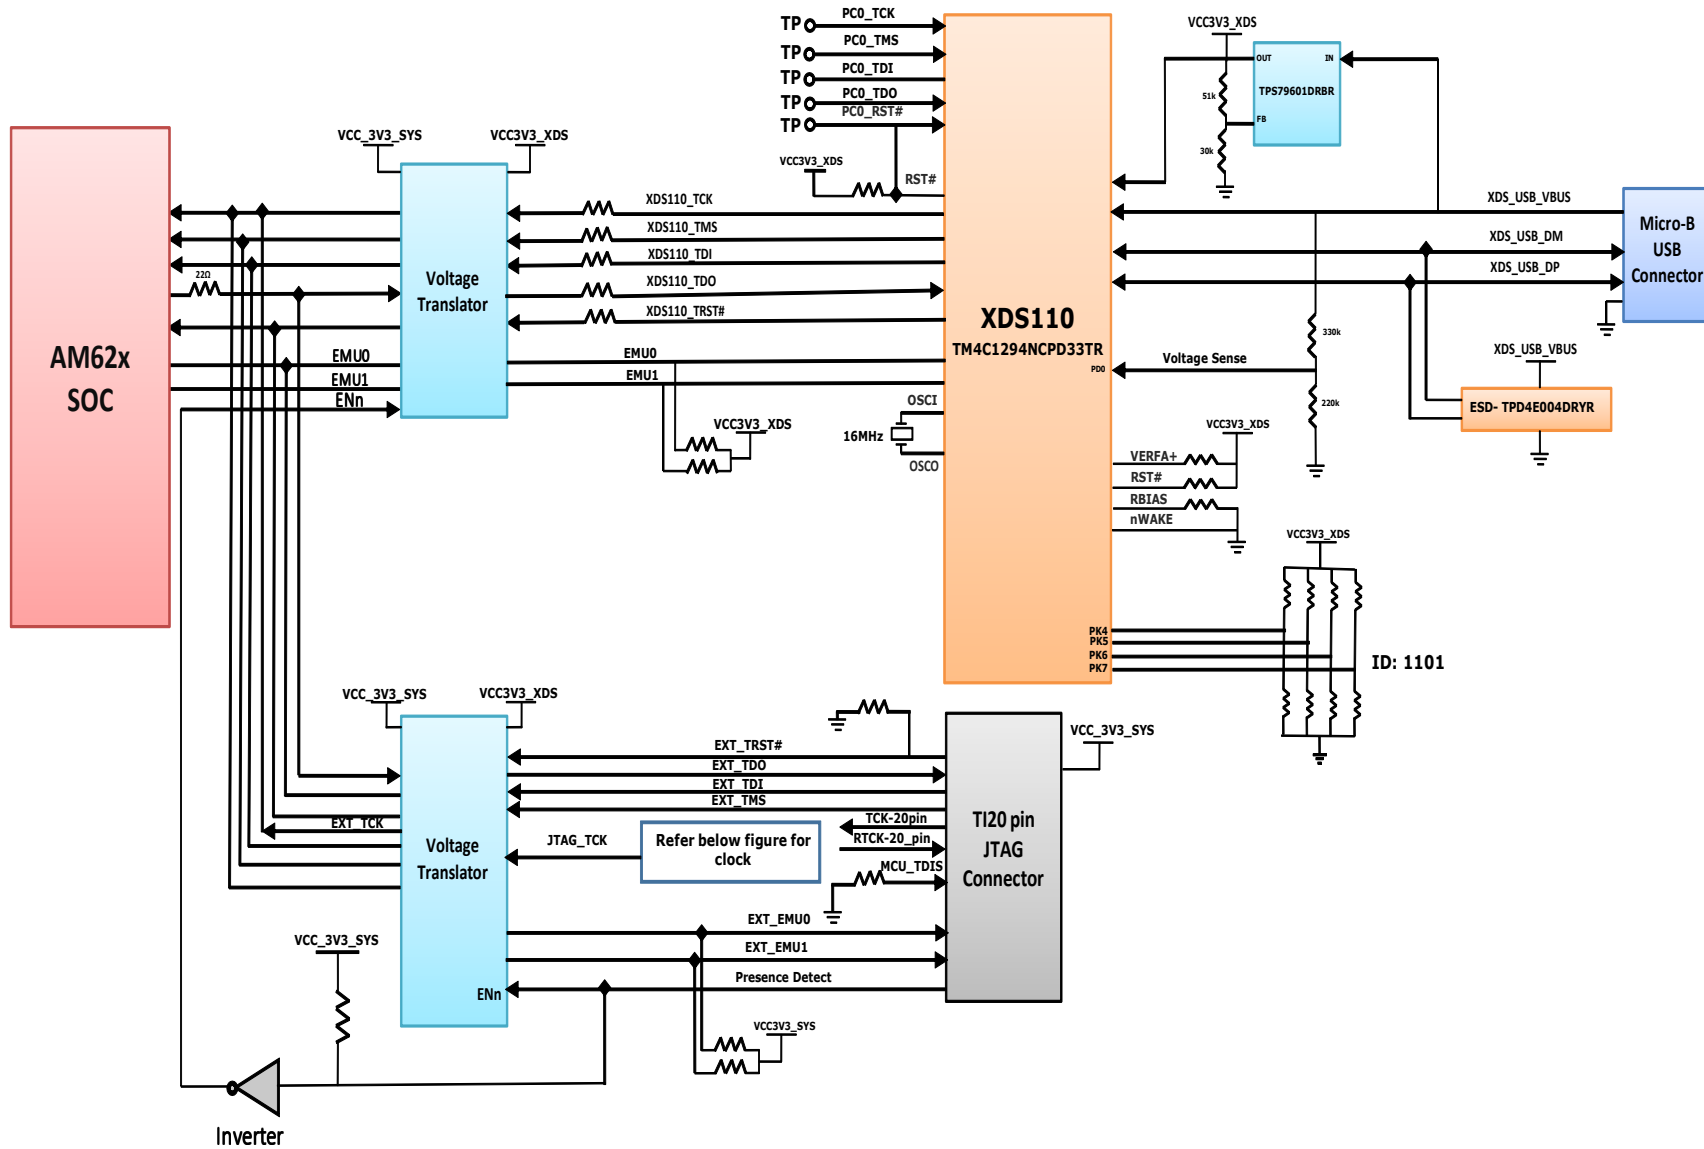 TP PC0_TCK
TP PC0_TMS
TP PC0_TDI
TP PC0_TDO
TP PC0_RST#
VCC3V3_XDS
RST#
VCC3V3_XDS
OUT
IN
51k
TPS79601DRBR
FB
30k
VCC_3V3_SYS
VCC3V3_XDS
XDS110_TCK
XDS110_TMS
XDS110_TDI
XDS110_TDO
XDS110_TRST#
22Ω
Voltage
Translator
AM62x
SOC
EMU0
EMU1
ENn
EMU0
EMU1
VCC3V3_XDS
OSCI
16MHz
OSCO
XDS110
TM4C1294NCPD33TR
PD0
Voltage Sense
XDS_USB_VBUS
XDS_USB_DM
XDS_USB_DP
Micro-B
USB
Connector
330k
220k
XDS_USB_VBUS
ESD- TPD4E004DRYR
VCC3V3_XDS
VERFA+
RST#
RBIAS
nWAKE
VCC3V3_XDS
PK4
PK5
PK6
PK7
ID: 1101
VCC_3V3_SYS
VCC3V3_XDS
VCC_3V3_SYS
EXT_TRST#
EXT_TDO
EXT_TDI
EXT_TMS
EXT_TCK
Voltage
Translator
JTAG_TCK
Refer below figure for
clock
TCK-20pin
RTCK-20_pin
MCU_TDIS
TI20 pin
JTAG
Connector
EXT_EMU0
EXT_EMU1
Presence Detect
ENn
VCC_3V3_SYS
VCC3V3_SYS
Inverter